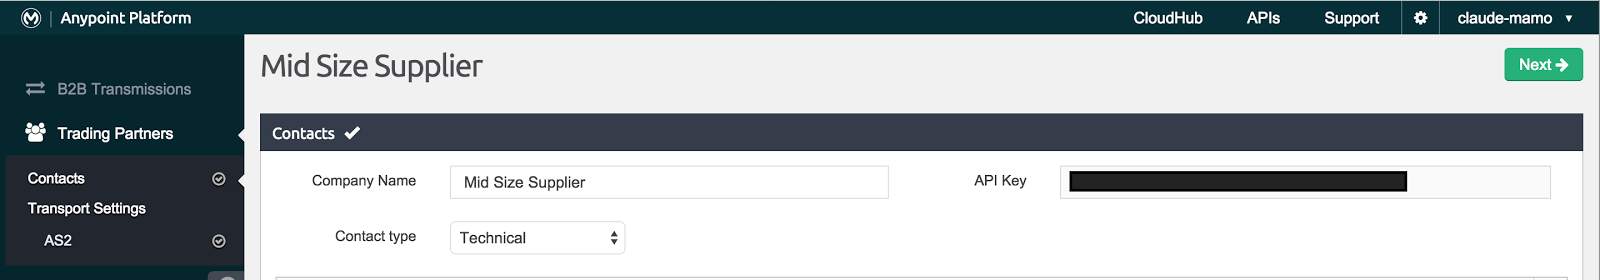 Anypoint Platform
CloudHub APIs Support claude-mamo
B2B Transmissions
Trading Partners
Contacts
Transport Settings
AS2
Mid Size Supplier
Next
Contacts
Company Name Mid Size Supplier API Key
Contact type Technical